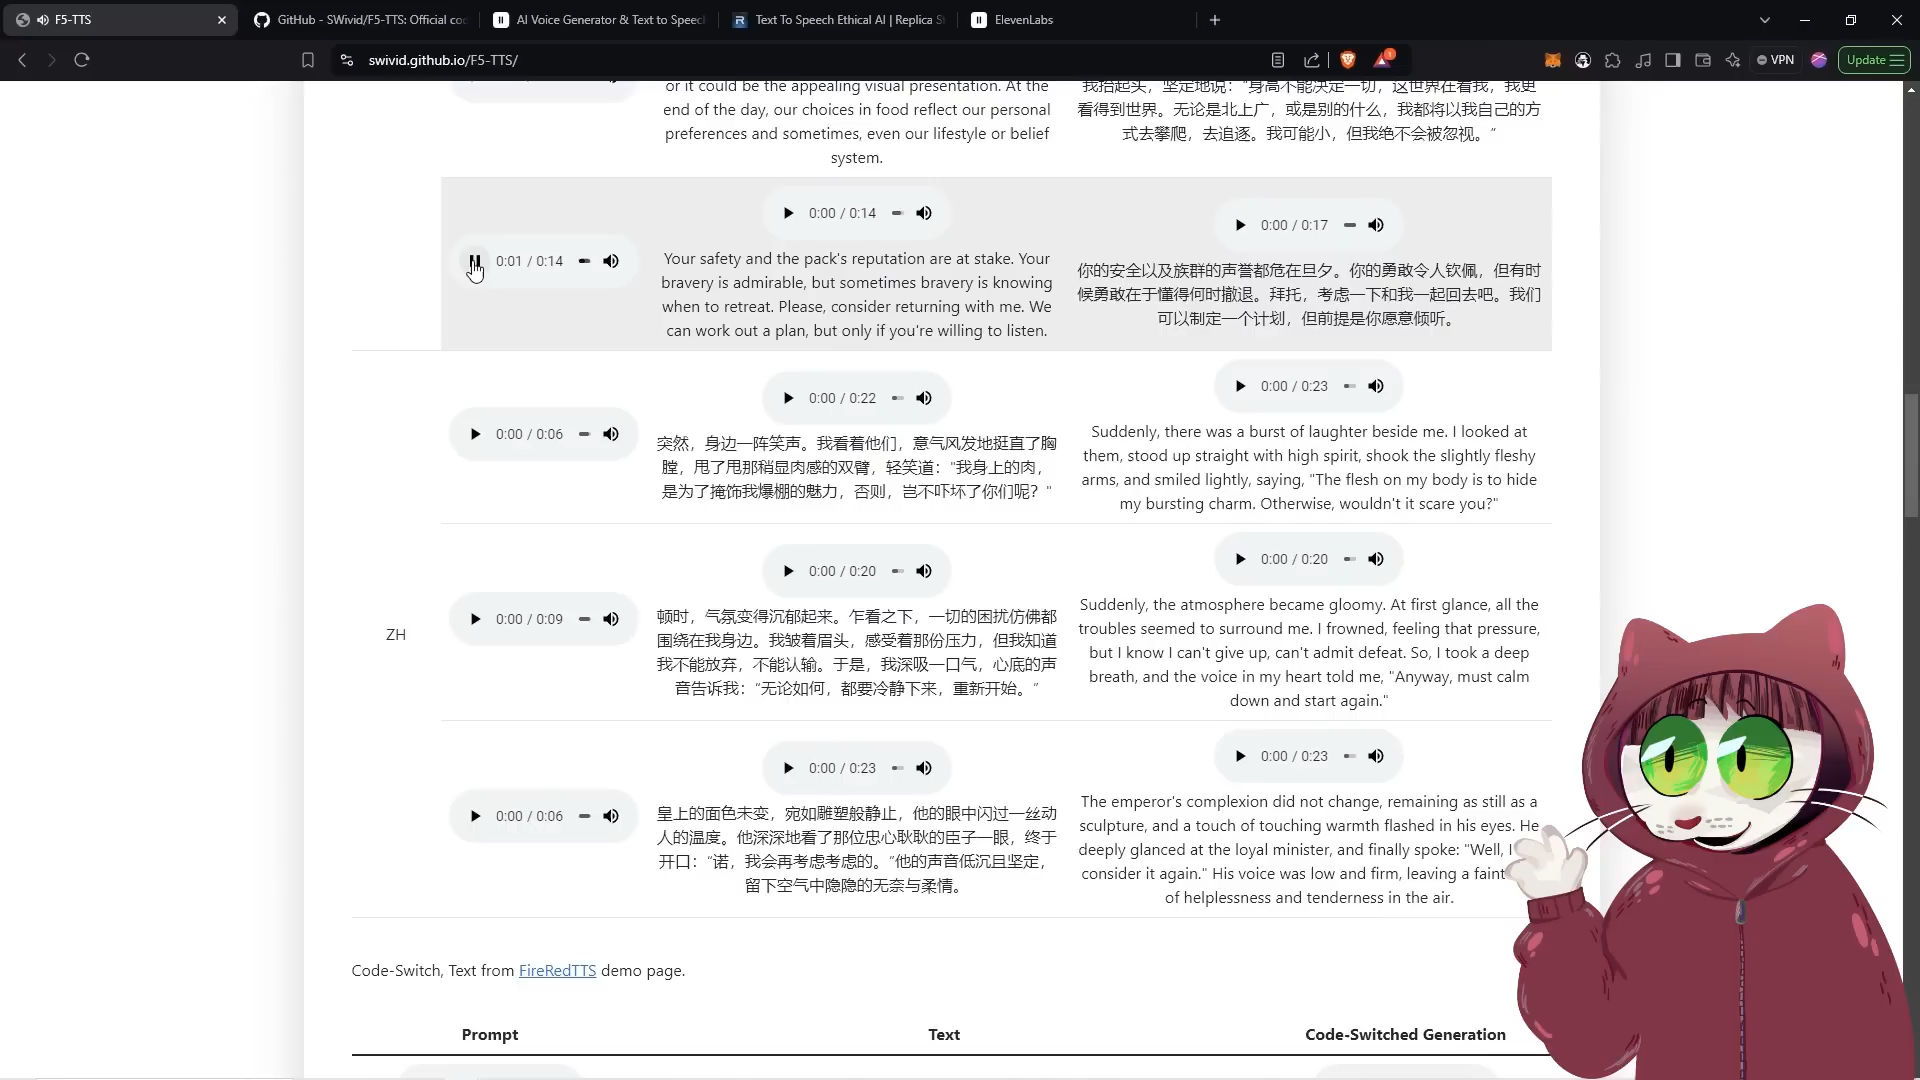 F5-TTS
GitHub - SWivid/F5-TTS: Official co
AI Voice Generator & Text to Speec
Text To Speech Ethical AI | Replica S
ElevenLabs
swivid.github.io/F5-TTS/
1
VPN
Update
or it could be the appealing visual presentation. At the
end of the day, our choices in food reflect our personal
preferences and sometimes, even our lifestyle or belief
system.
我抬起头，坚定地说："身高不能决定一切，这世界在看我，我更
看得到世界。无论是北上广，或是别的什么，我都将以我自己的方
式去攀爬，去追逐。我可能小，但我绝不会被忽视。"
0:01 / 0:14
0:00 / 0:14
Your safety and the pack's reputation are at stake. Your
bravery is admirable, but sometimes bravery is knowing
when to retreat. Please, consider returning with me. We
can work out a plan, but only if you're willing to listen.
0:00 / 0:17
你的安全以及族群的声誉都危在旦夕。你的勇敢令人钦佩，但有时
候勇敢在于懂得何时撤退。拜托，考虑一下和我一起回去吧。我们
可以制定一个计划，但前提是你愿意倾听。
ZH
0:00 / 0:06
0:00 / 0:22
突然，身边一阵笑声。我看着他们，意气风发地挺直了胸
膛，甩了甩那稍显肉感的双臂，轻笑道："我身上的肉，
是为了掩饰我爆棚的魅力，否则，岂不吓坏了你们呢？"
0:00 / 0:23
Suddenly, there was a burst of laughter beside me. I looked at
them, stood up straight with high spirit, shook the slightly fleshy
arms, and smiled lightly, saying, "The flesh on my body is to hide
my bursting charm. Otherwise, wouldn't it scare you?"
0:00 / 0:09
0:00 / 0:20
顿时，气氛变得沉郁起来。乍看之下，一切的困扰仿佛都
围绕在我身边。我皱着眉头，感受着那份压力，但我知道
我不能放弃，不能认输。于是，我深吸一口气，心底的声
音告诉我："无论如何，都要冷静下来，重新开始。"
0:00 / 0:20
Suddenly, the atmosphere became gloomy. At first glance, all the
troubles seemed to surround me. I frowned, feeling that pressure,
but I know I can't give up, can't admit defeat. So, I took a deep
breath, and the voice in my heart told me, "Anyway, must calm
down and start again."
0:00 / 0:06
0:00 / 0:23
皇上的面色未变，宛如雕塑般静止，他的眼中闪过一丝动
人的温度。他深深地看了那位忠心耿耿的臣子一眼，终于
开口："诺，我会再考虑考虑的。"他的声音低沉且坚定，
留下空气中隐隐的无奈与柔情。
0:00 / 0:23
The emperor's complexion did not change, remaining as still as a
sculpture, and a touch of touching warmth flashed in his eyes. He
deeply glanced at the loyal minister, and finally spoke: "Well, I
consider it again." His voice was low and firm, leaving a faint
of helplessness and tenderness in the air.
Code-Switch, Text from FireRedTTS demo page.
Prompt
Text
Code-Switched Generation